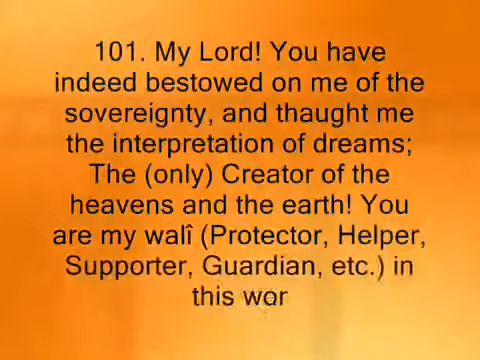 101. My Lord! You have
indeed bestowed on me of the
sovereignty, and thaught me
the interpretation of dreams;
The (only) Creator of the
heavens and the earth! You
are my walî (Protector, Helper,
Supporter, Guardian, etc.) in
this wor